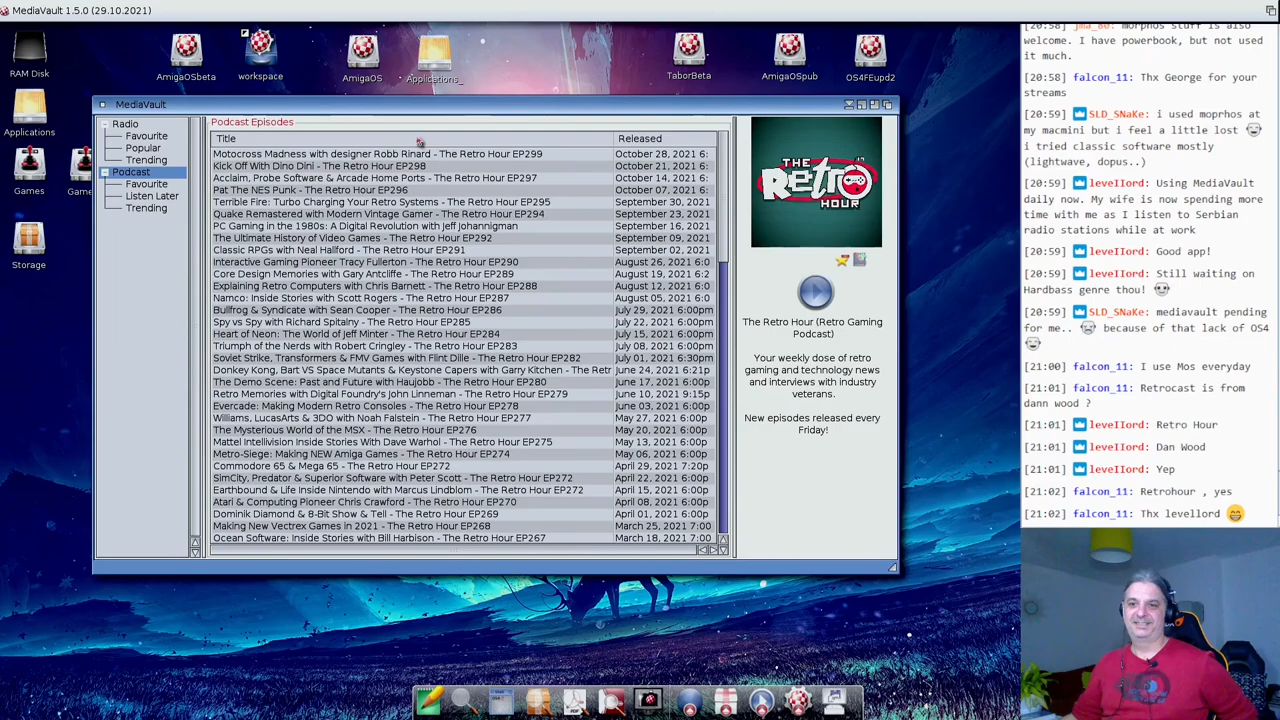 MediaVault 1.5.0 (29.10.2021)
RAM Disk
AmigaOSbeta
workspace
AmigaOS
Applications_
TaborBeta
AmigaOSpub
OS4FEupd2
Applications
Games
Storage
MediaVault
Radio
Favourite
Popular
Trending
Podcast
Favourite
Listen Later
Trending
Podcast Episodes
Title Released
Motocross Madness with designer Robb Rinard - The Retro Hour EP299 October 28, 2021 6:
Kick Off With Dino Dini - The Retro Hour EP298 October 21, 2021 6:
Acclaim, Probe Software & Arcade Home Ports - The Retro Hour EP297 October 14, 2021 6:
Pat The NES Punk - The Retro Hour EP296 October 07, 2021 6:
Terrible Fire: Turbo Charging Your Retro Systems - The Retro Hour EP295 September 30, 2021
Quake Remastered with Modern Vintage Gamer - The Retro Hour EP294 September 23, 2021
PC Gaming in the 1980s: A Digital Revolution with Jeff Johannigman September 16, 2021
The Ultimate History of Video Games - The Retro Hour EP292 September 09, 2021
Classic RPGs with Neal Hallford - The Retro Hour EP291 September 02, 2021
Interactive Gaming Pioneer Tracy Fullerton - The Retro Hour EP290 August 26, 2021 6:0
Core Design Memories with Gary Antcliffe - The Retro Hour EP289 August 19, 2021 6:2
Explaining Retro Computers with Chris Barnett - The Retro Hour EP288 August 12, 2021 6:0
Namco: Inside Stories with Scott Rogers - The Retro Hour EP287 August 05, 2021 6:0
Bullfrog & Syndicate with Sean Cooper - The Retro Hour EP286 July 29, 2021 6:00pm
Spy vs Spy with Richard Spitalny - The Retro Hour EP285 July 22, 2021 6:00pm
Heart of Neon: The World of Jeff Minter - The Retro Hour EP284 July 15, 2021 6:00pm
Triumph of the Nerds with Robert Cringley - The Retro Hour EP283 July 08, 2021 6:00pm
Soviet Strike, Transformers & FMV Games with Flint Dille - The Retro Hour EP282 July 01, 2021 6:30pm
Donkey Kong, Bart VS Space Mutants & Keystone Capers with Garry Kitchen - The Retr June 24, 2021 6:21p
The Demo Scene: Past and Future with Haujobb - The Retro Hour EP280 June 17, 2021 6:00p
Retro Memories with Digital Foundry's John Linneman - The Retro Hour EP279 June 10, 2021 9:15p
Evercade: Making Modern Retro Consoles - The Retro Hour EP278 June 03, 2021 6:00p
Williams, LucasArts & 3DO with Noah Falstein - The Retro Hour EP277 May 27, 2021 6:00p
The Mysterious World of the MSX - The Retro Hour EP276 May 20, 2021 6:00p
Mattel Intellivision Inside Stories With Dave Warhol - The Retro Hour EP275 May 13, 2021 6:00p
Metro-Siege: Making NEW Amiga Games - The Retro Hour EP274 May 06, 2021 6:00p
Commodore 65 & Mega 65 - The Retro Hour EP272 April 29, 2021 7:20p
SimCity, Predator & Superior Software with Peter Scott - The Retro Hour EP272 April 22, 2021 6:00p
Earthbound & Life Inside Nintendo with Marcus Lindblom - The Retro Hour EP272 April 15, 2021 6:00p
Atari & Computing Pioneer Chris Crawford - The Retro Hour EP270 April 08, 2021 6:00p
Dominik Diamond & 8-Bit Show & Tell - The Retro Hour EP269 April 01, 2021 6:00p
Making New Vectrex Games in 2021 - The Retro Hour EP268 March 25, 2021 7:00
Ocean Software: Inside Stories with Bill Harbison - The Retro Hour EP267 March 18, 2021 7:00
THE
RetrO
HOUR
The Retro Hour (Retro Gaming
Podcast)
Your weekly dose of retro
gaming and technology news
and interviews with industry
veterans.
New episodes released every
Friday!
[20:58] jma_80: morphos stuff is also
welcome. I have powerbook, but not used
it much.
[20:58] falcon_11: Thx George for your
streams
[20:59] SLD_SNaKe: i used moprhos at
my macmini but i feel a little lost
i tried classic software mostly
(lightwave, dopus..)
[20:59] levelIord: Using MediaVault
daily now. My wife is now spending more
time with me as I listen to Serbian
radio stations while at work
[20:59] levelIord: Good app!
[20:59] levelIord: Still waiting on
Hardbass genre thou!
[20:59] SLD_SNaKe: mediavault pending
for me.. because of that lack of OS4
[21:00] falcon_11: I use Mos everyday
[21:01] falcon_11: Retrocast is from
dann wood ?
[21:01] levelIord: Retro Hour
[21:01] levelIord: Dan Wood
[21:01] levelIord: Yep
[21:02] falcon_11: Retrohour , yes
[21:02] falcon_11: Thx levellord